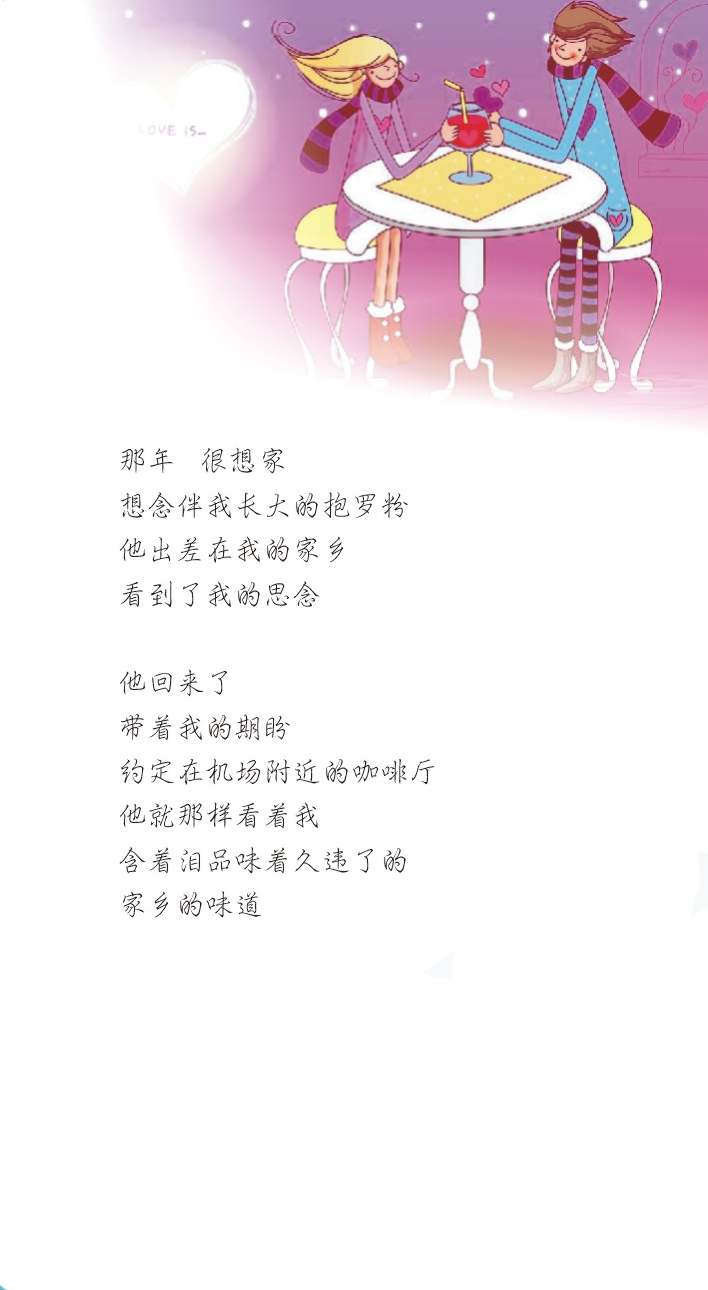 LOVE IS...
那年 很想家
想念伴我长大的抱罗粉
他出差在我的家乡
看到了我的思念
他回来了
带着我的期盼
约定在机场附近的咖啡厅
他就那样看着我
含着泪品味着久违了的
家乡的味道